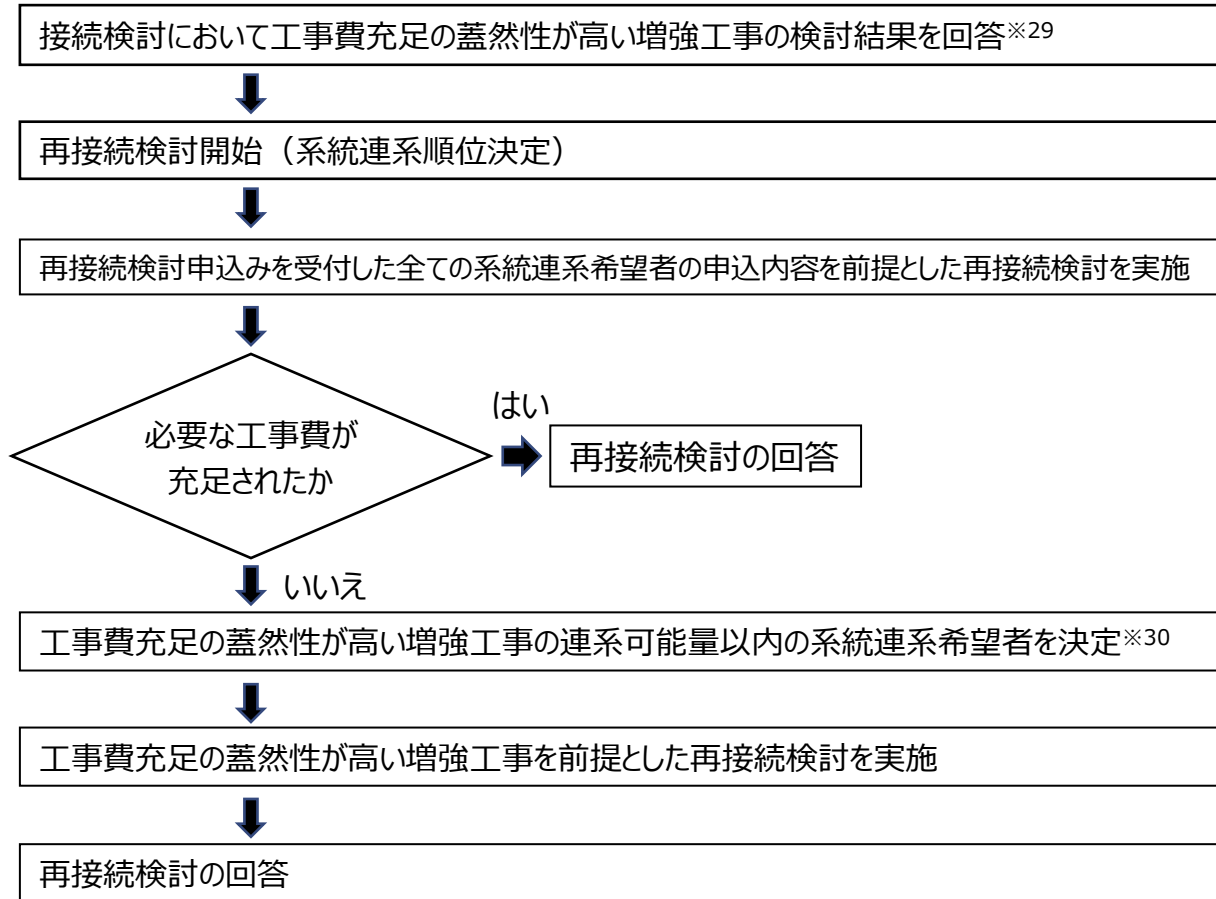 接続検討において工事費充足の蓋然性が高い増強工事の検討結果を回答※29
再接続検討開始（系統連系順位決定）
再接続検討申込みを受付した全ての系統連系希望者の申込内容を前提とした再接続検討を実施
必要な工事費が
充足されたか
はい
再接続検討の回答
いいえ
工事費充足の蓋然性が高い増強工事の連系可能量以内の系統連系希望者を決定※30
工事費充足の蓋然性が高い増強工事を前提とした再接続検討を実施
再接続検討の回答